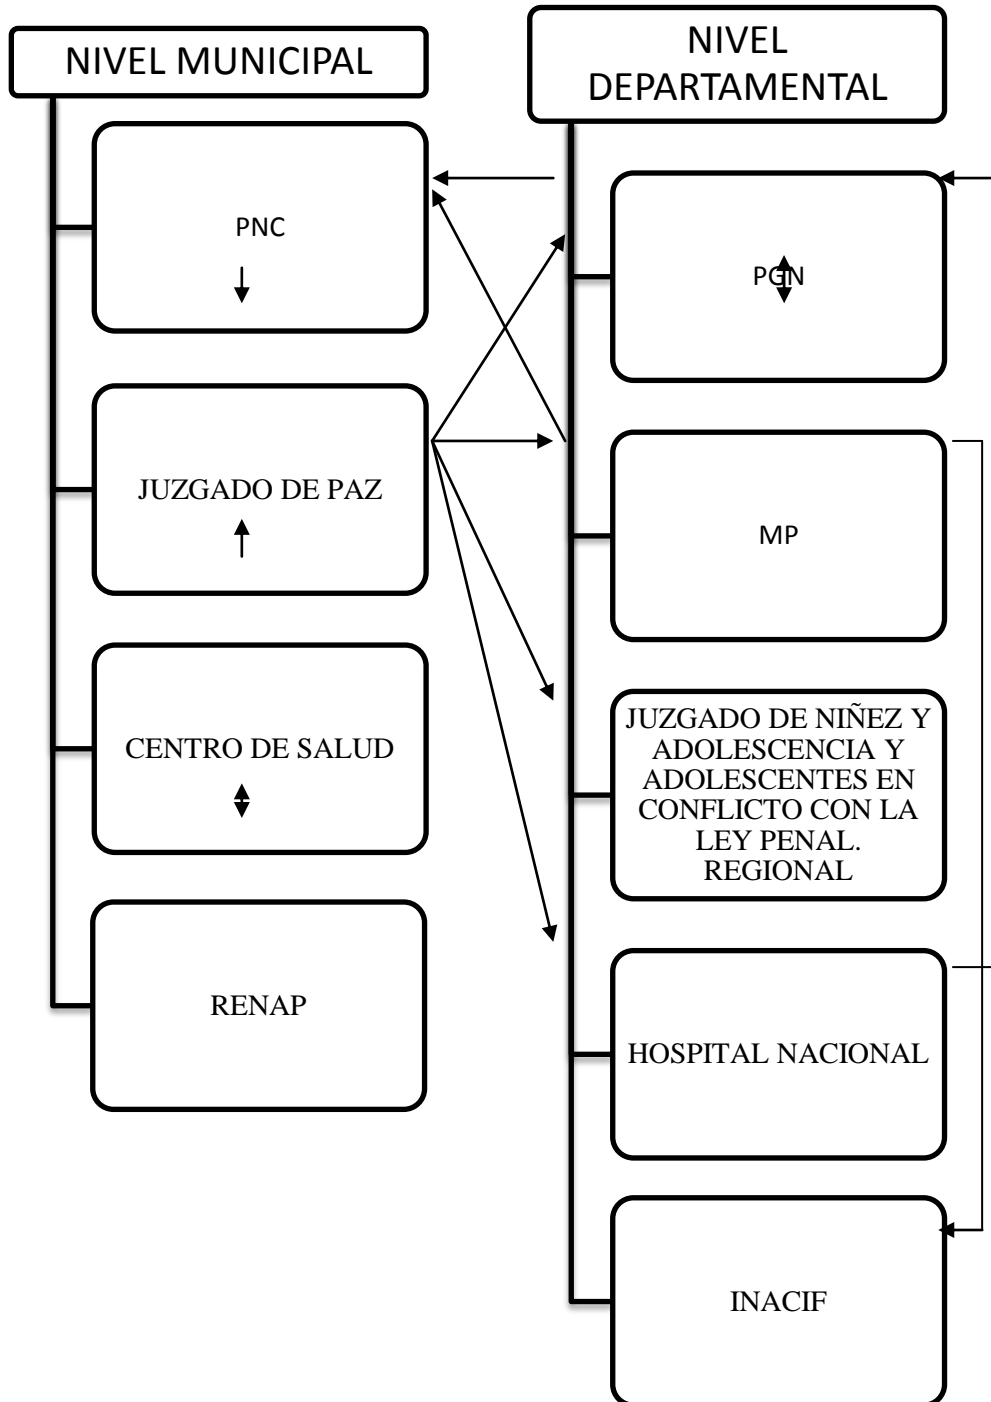 NIVEL MUNICIPAL
PNC
JUZGADO DE PAZ
CENTRO DE SALUD
RENAP
NIVEL
DEPARTAMENTAL
PGN
MP
JUZGADO DE NIÑEZ Y
ADOLESCENCIA Y
ADOLESCENTES EN
CONFLICTO CON LA
LEY PENAL.
REGIONAL
HOSPITAL NACIONAL
INACIF